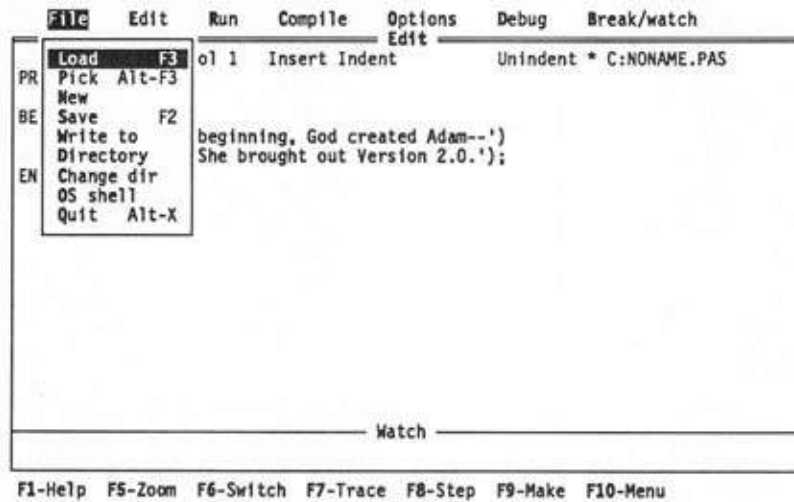 File Edit Run Compile Options Debug Break/watch
Edit
Load F3 ol 1 Insert Indent Unindent * C:NONAME.PAS
PR Pick Alt-F3
New
BE Save F2
Write to beginning, God created Adam--')
Directory She brought out Version 2.0.');
EN Change dir
OS shell
Quit Alt-X
Watch
F1-Help F5-Zoom F6-Switch F7-Trace F8-Step F9-Make F10-Menu